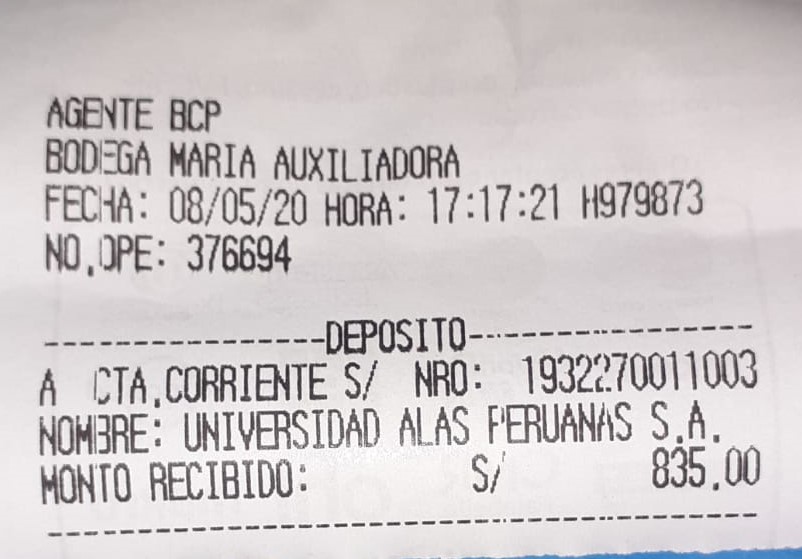 AGENTE BCP
BODEGA MARIA AUXILIADORA
FECHA: 08/05/20 HORA: 17:17:21 H979873
NO.OPE: 376694
----------------DEPOSITO----------------
A CTA.CORRIENTE S/ NRO: 1932270011003
NOMBRE: UNIVERSIDAD ALAS PERUANAS S.A.
MONTO RECIBIDO: S/ 835.00
----------------------------------------